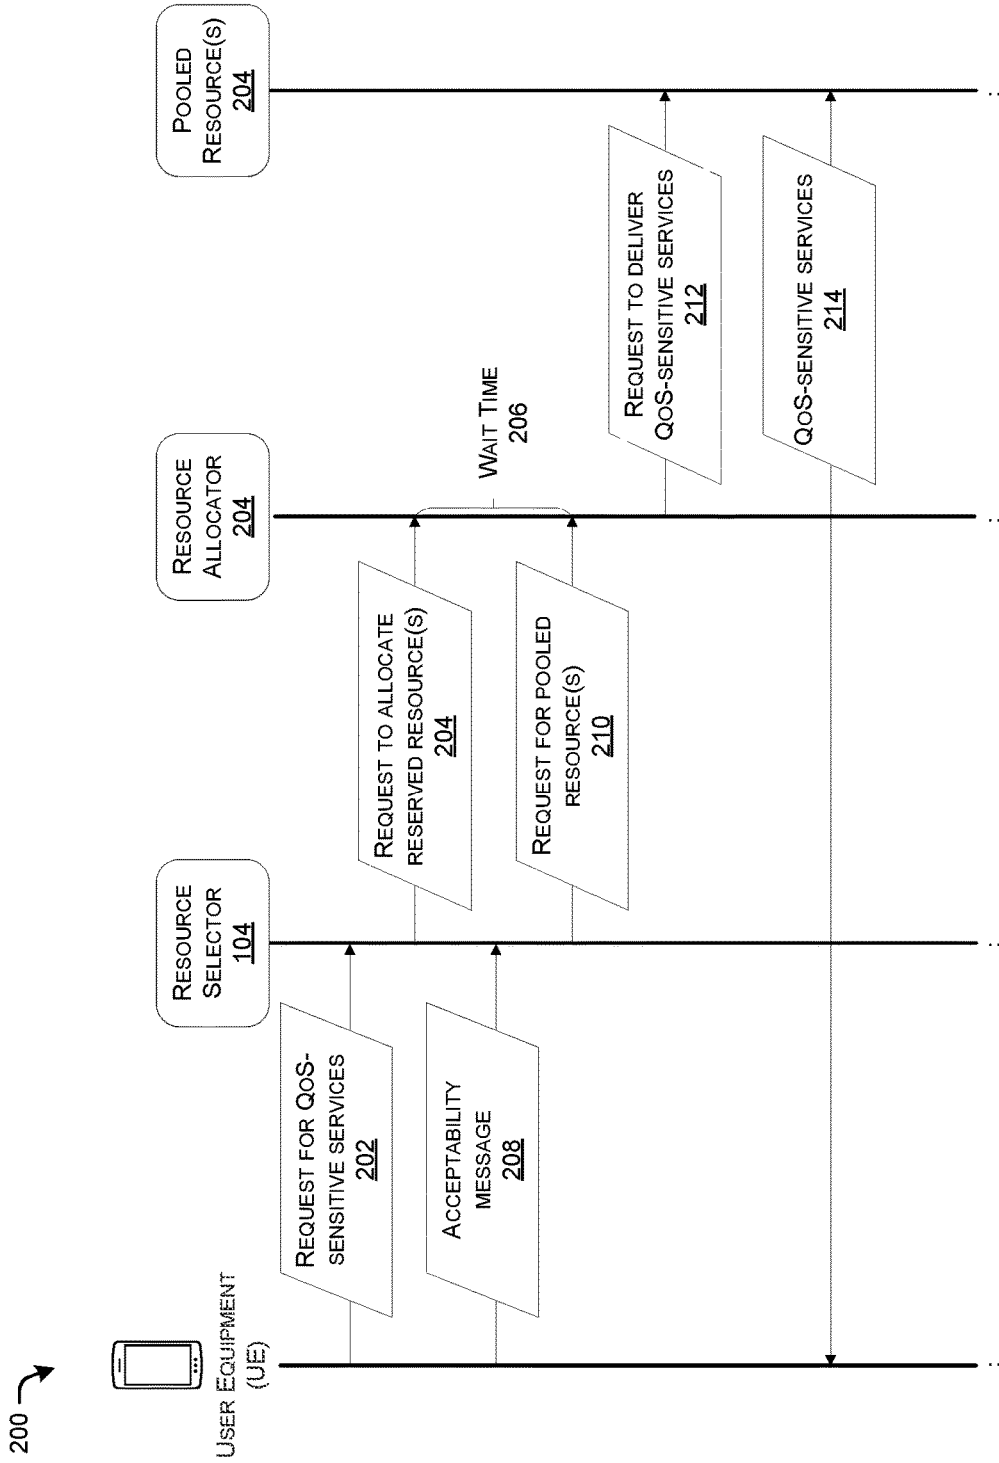 200
USER EQUIPMENT
(UE)
RESOURCE
SELECTOR
104
RESOURCE
ALLOCATOR
204
POOLED
RESOURCE(S)
204
REQUEST FOR QOS-
SENSITIVE SERVICES
202
REQUEST TO ALLOCATE
RESERVED RESOURCE(S)
204
WAIT TIME
206
ACCEPTABILITY
MESSAGE
208
REQUEST FOR POOLED
RESOURCE(S)
210
REQUEST TO DELIVER
QOS-SENSITIVE SERVICES
212
QOS-SENSITIVE SERVICES
214